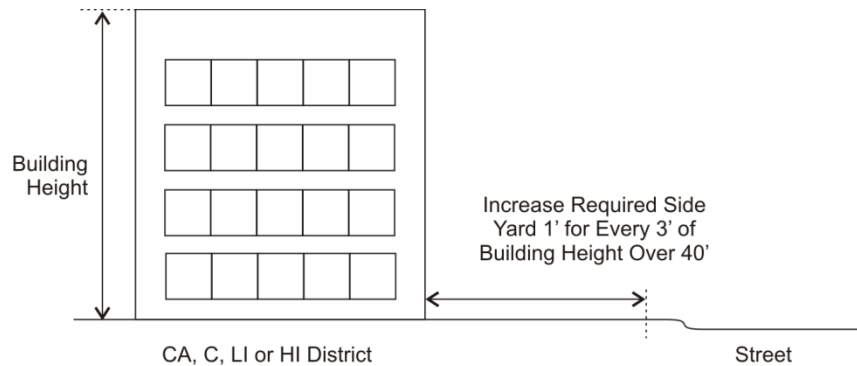 Building
Height
Increase Required Side
Yard 1’ for Every 3’ of
Building Height Over 40’
CA, C, LI or HI District
Street